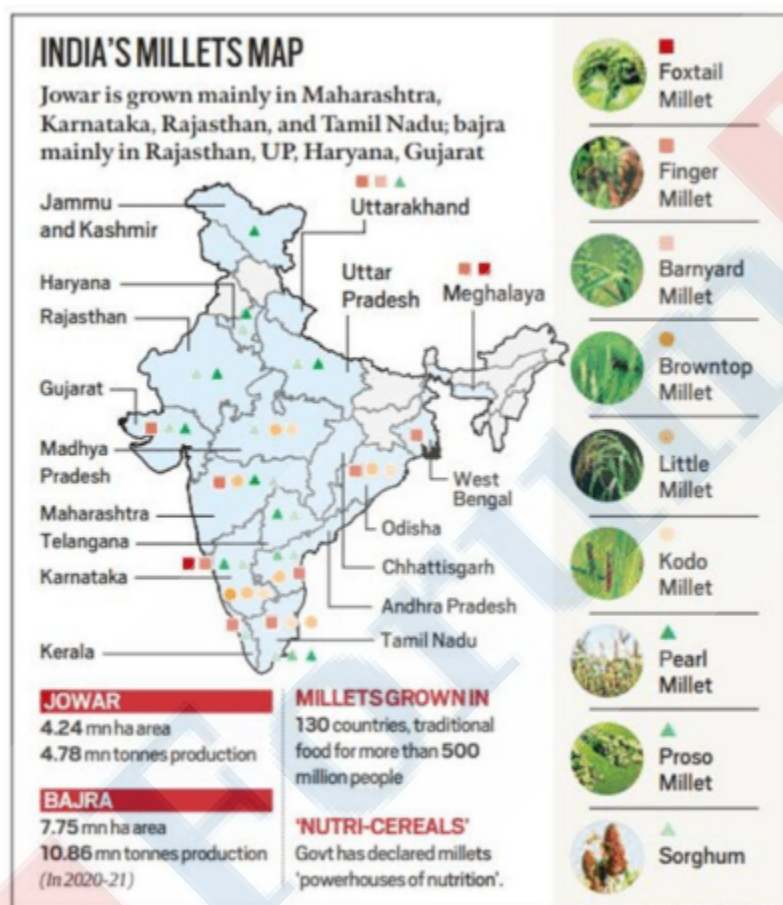 INDIA'S MILLETS MAP
Jowar is grown mainly in Maharashtra,
Karnataka, Rajasthan, and Tamil Nadu; bajra
mainly in Rajasthan, UP, Haryana, Gujarat
Jammu
and Kashmir
Uttarakhand
Haryana
Uttar
Pradesh
Meghalaya
Rajasthan
Gujarat
Madhya
Pradesh
West
Bengal
Maharashtra
Odisha
Telangana
Chhattisgarh
Karnataka
Andhra Pradesh
Tamil Nadu
Kerala
JOWAR
4.24 mn ha area
4.78 mn tonnes production
BAJRA
7.75 mn ha area
10.86 mn tonnes production
(In 2020-21)
MILLETS GROWN IN
130 countries, traditional
food for more than 500
million people
'NUTRI-CEREALS'
Govt has declared millets
'powerhouses of nutrition'.
Foxtail
Millet
Finger
Millet
Barnyard
Millet
Browntop
Millet
Little
Millet
Kodo
Millet
Pearl
Millet
Proso
Millet
Sorghum
Forum